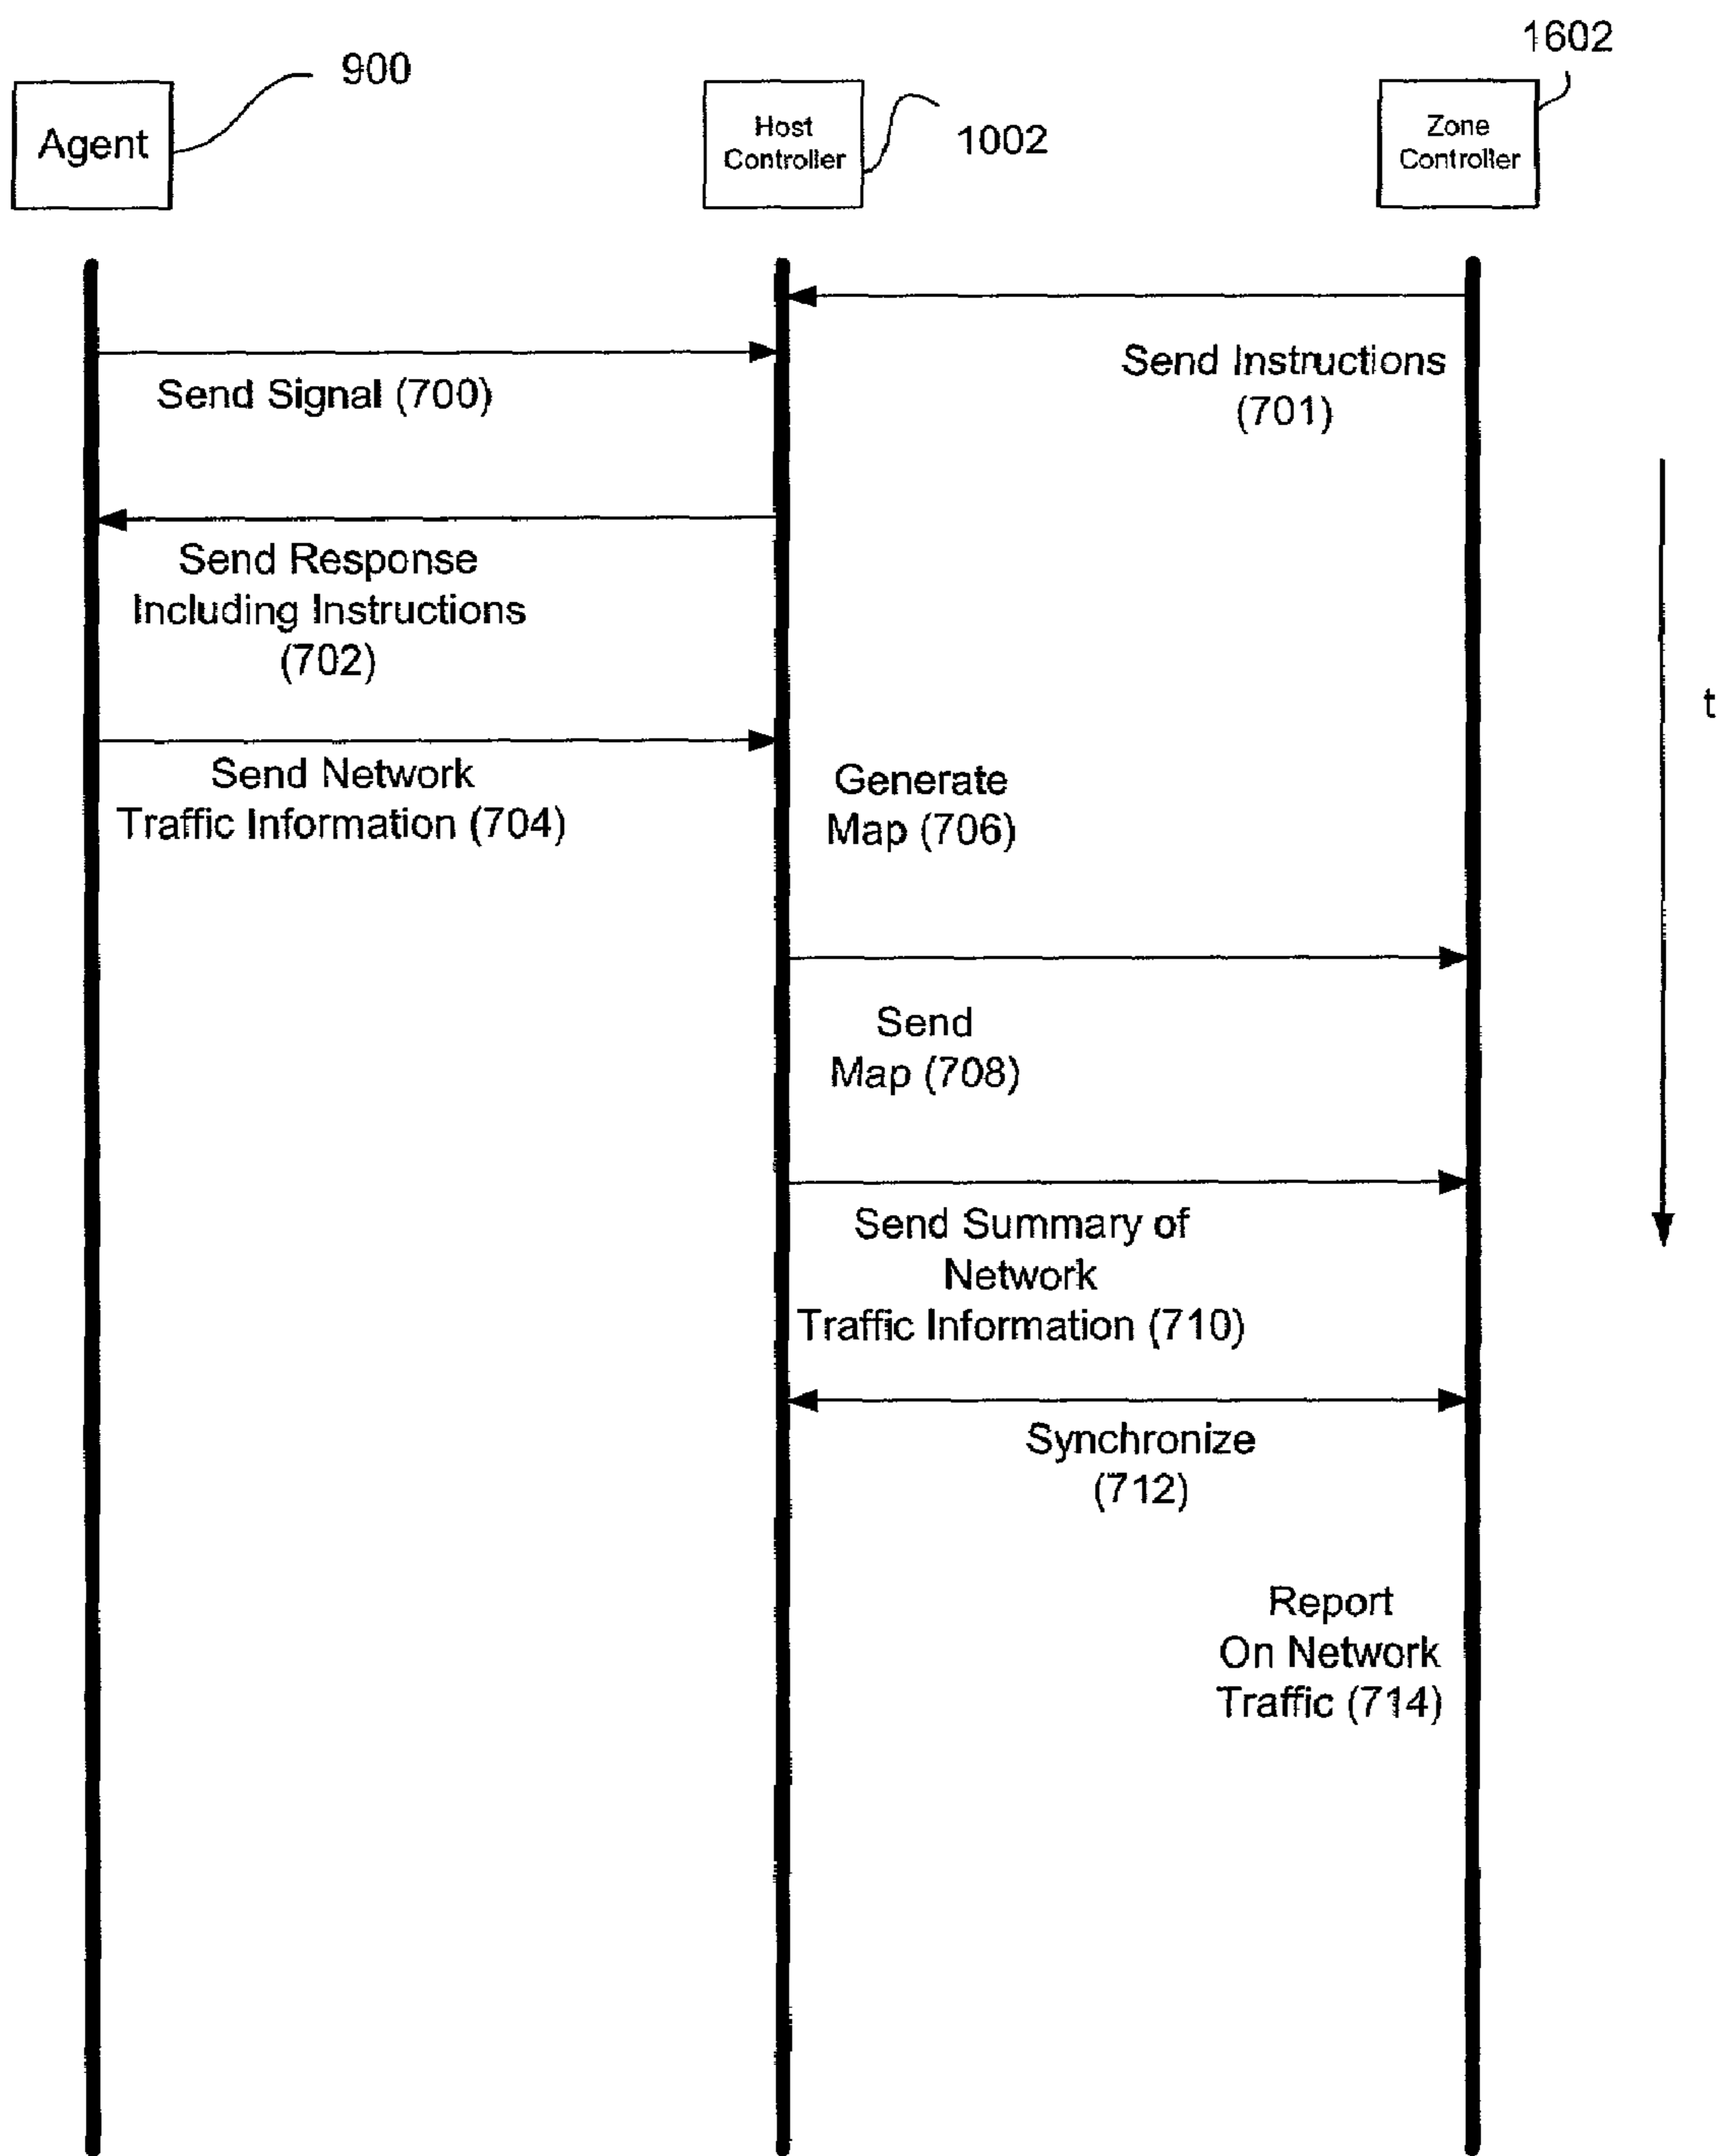 1602
900
Agent
Host
Controller
1002
Zone
Controller
Send Instructions
(701)
Send Signal (700)
Send Response
Including Instructions
(702)
t
Send Network
Traffic Information (704)
Generate
Map (706)
Send
Map (708)
Send Summary of
Network
Traffic Information (710)
Synchronize
(712)
Report
On Network
Traffic (714)